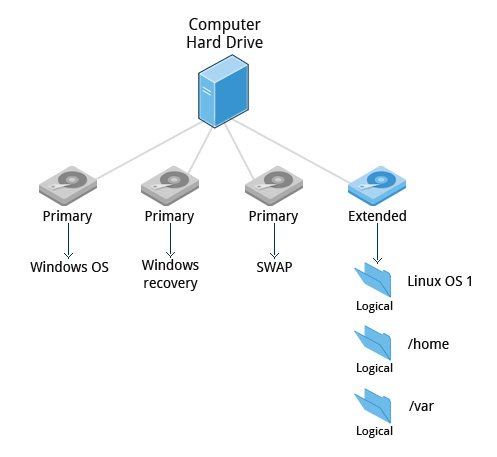 Computer
Hard Drive
Primary
Primary
Primary
Extended
Windows OS
Windows
recovery
SWAP
Linux OS 1
Logical
/home
Logical
/var
Logical